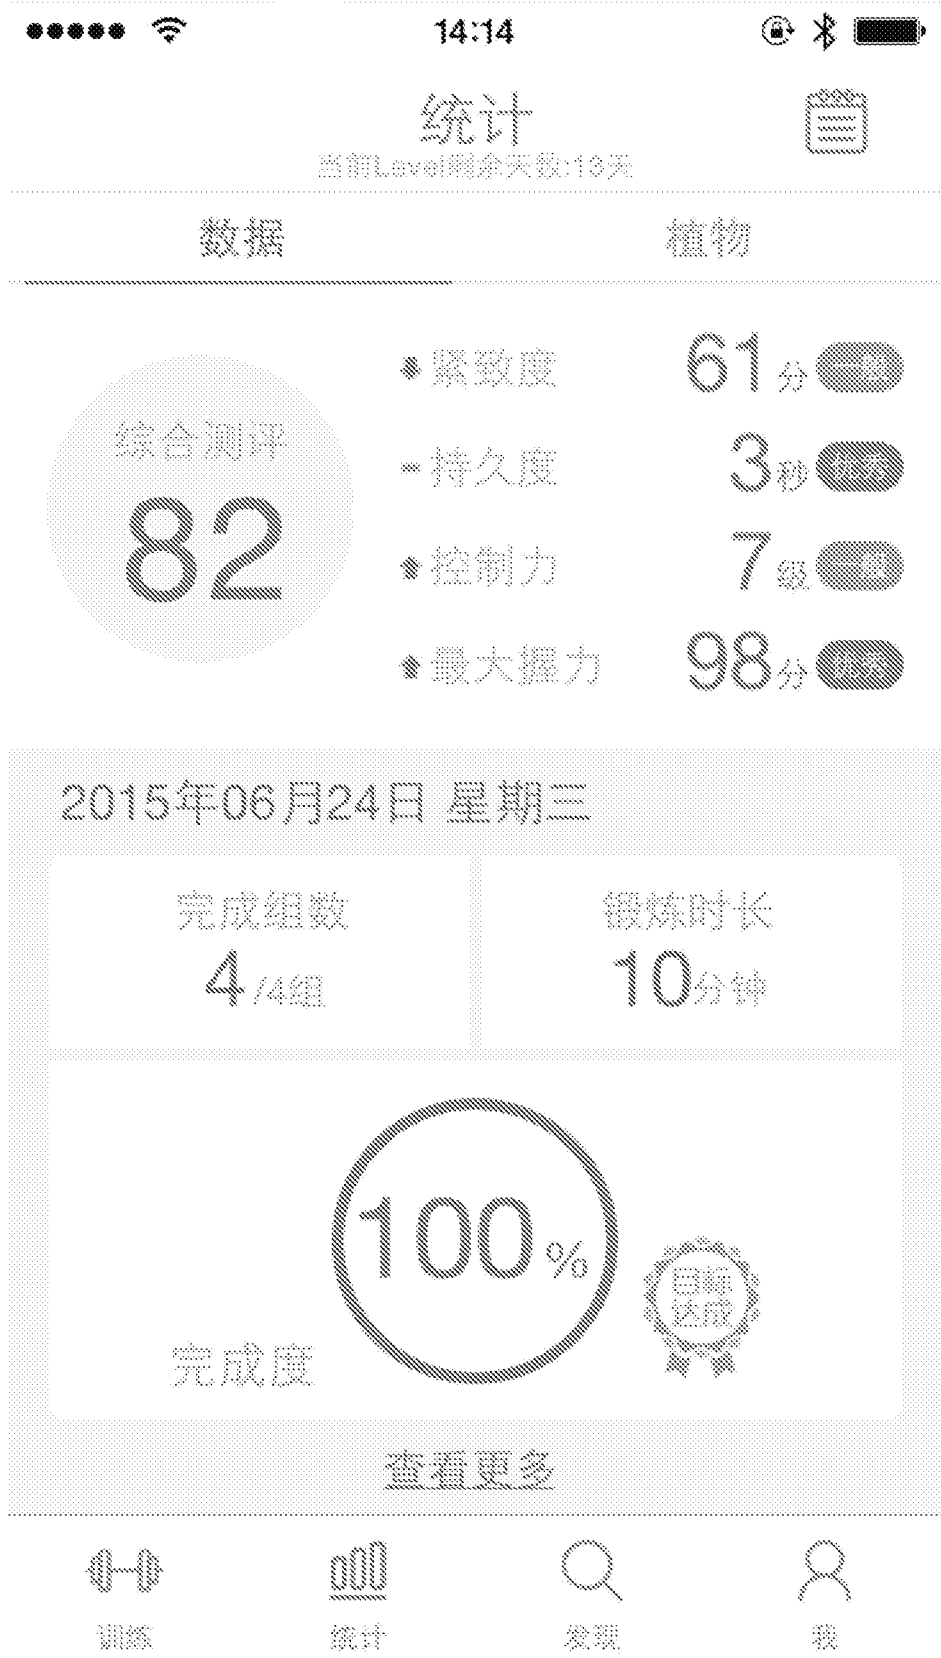 14:14
统计
当前Level剩余天数:13天
数据 植物
综合测评
82
紧致度 61分 一般
持久度 3秒
控制力 7级 一般
最大握力 98分
2015年06月24日 星期三
完成组数 锻炼时长
4/4组 10分钟
100%
目标
达成
完成度
查看更多
训练 统计 发现 我